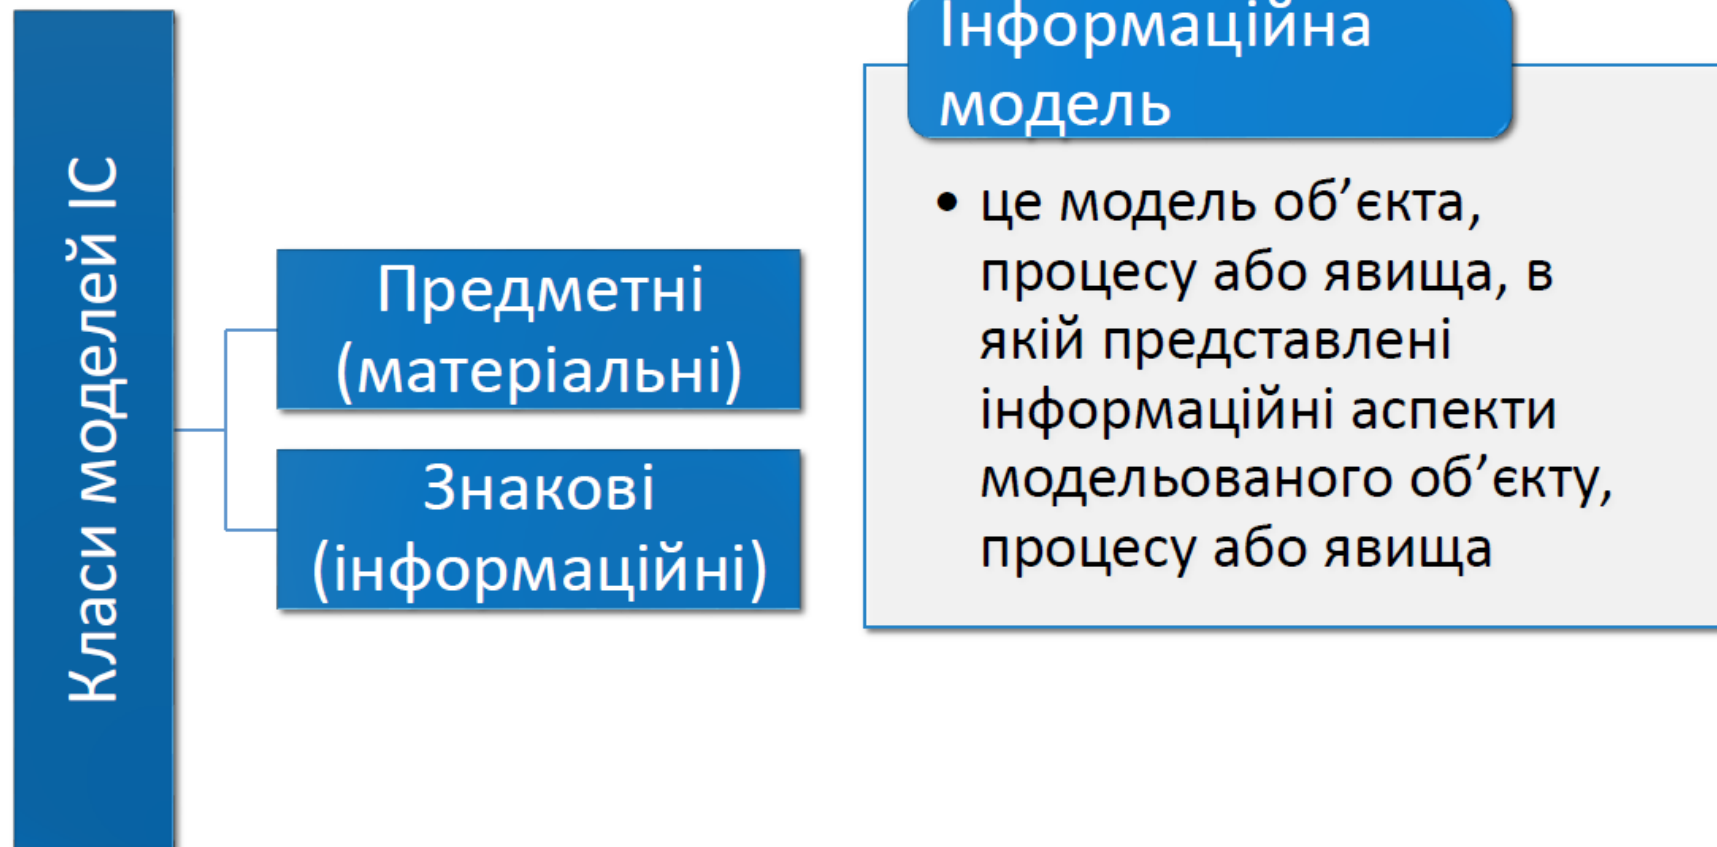 Класи моделей ІС
Предметні
(матеріальні)
Знакові
(інформаційні)
Інформаційна
модель
• це модель об’єкта,
процесу або явища, в
якій представлені
інформаційні аспекти
модельованого об’єкту,
процесу або явища